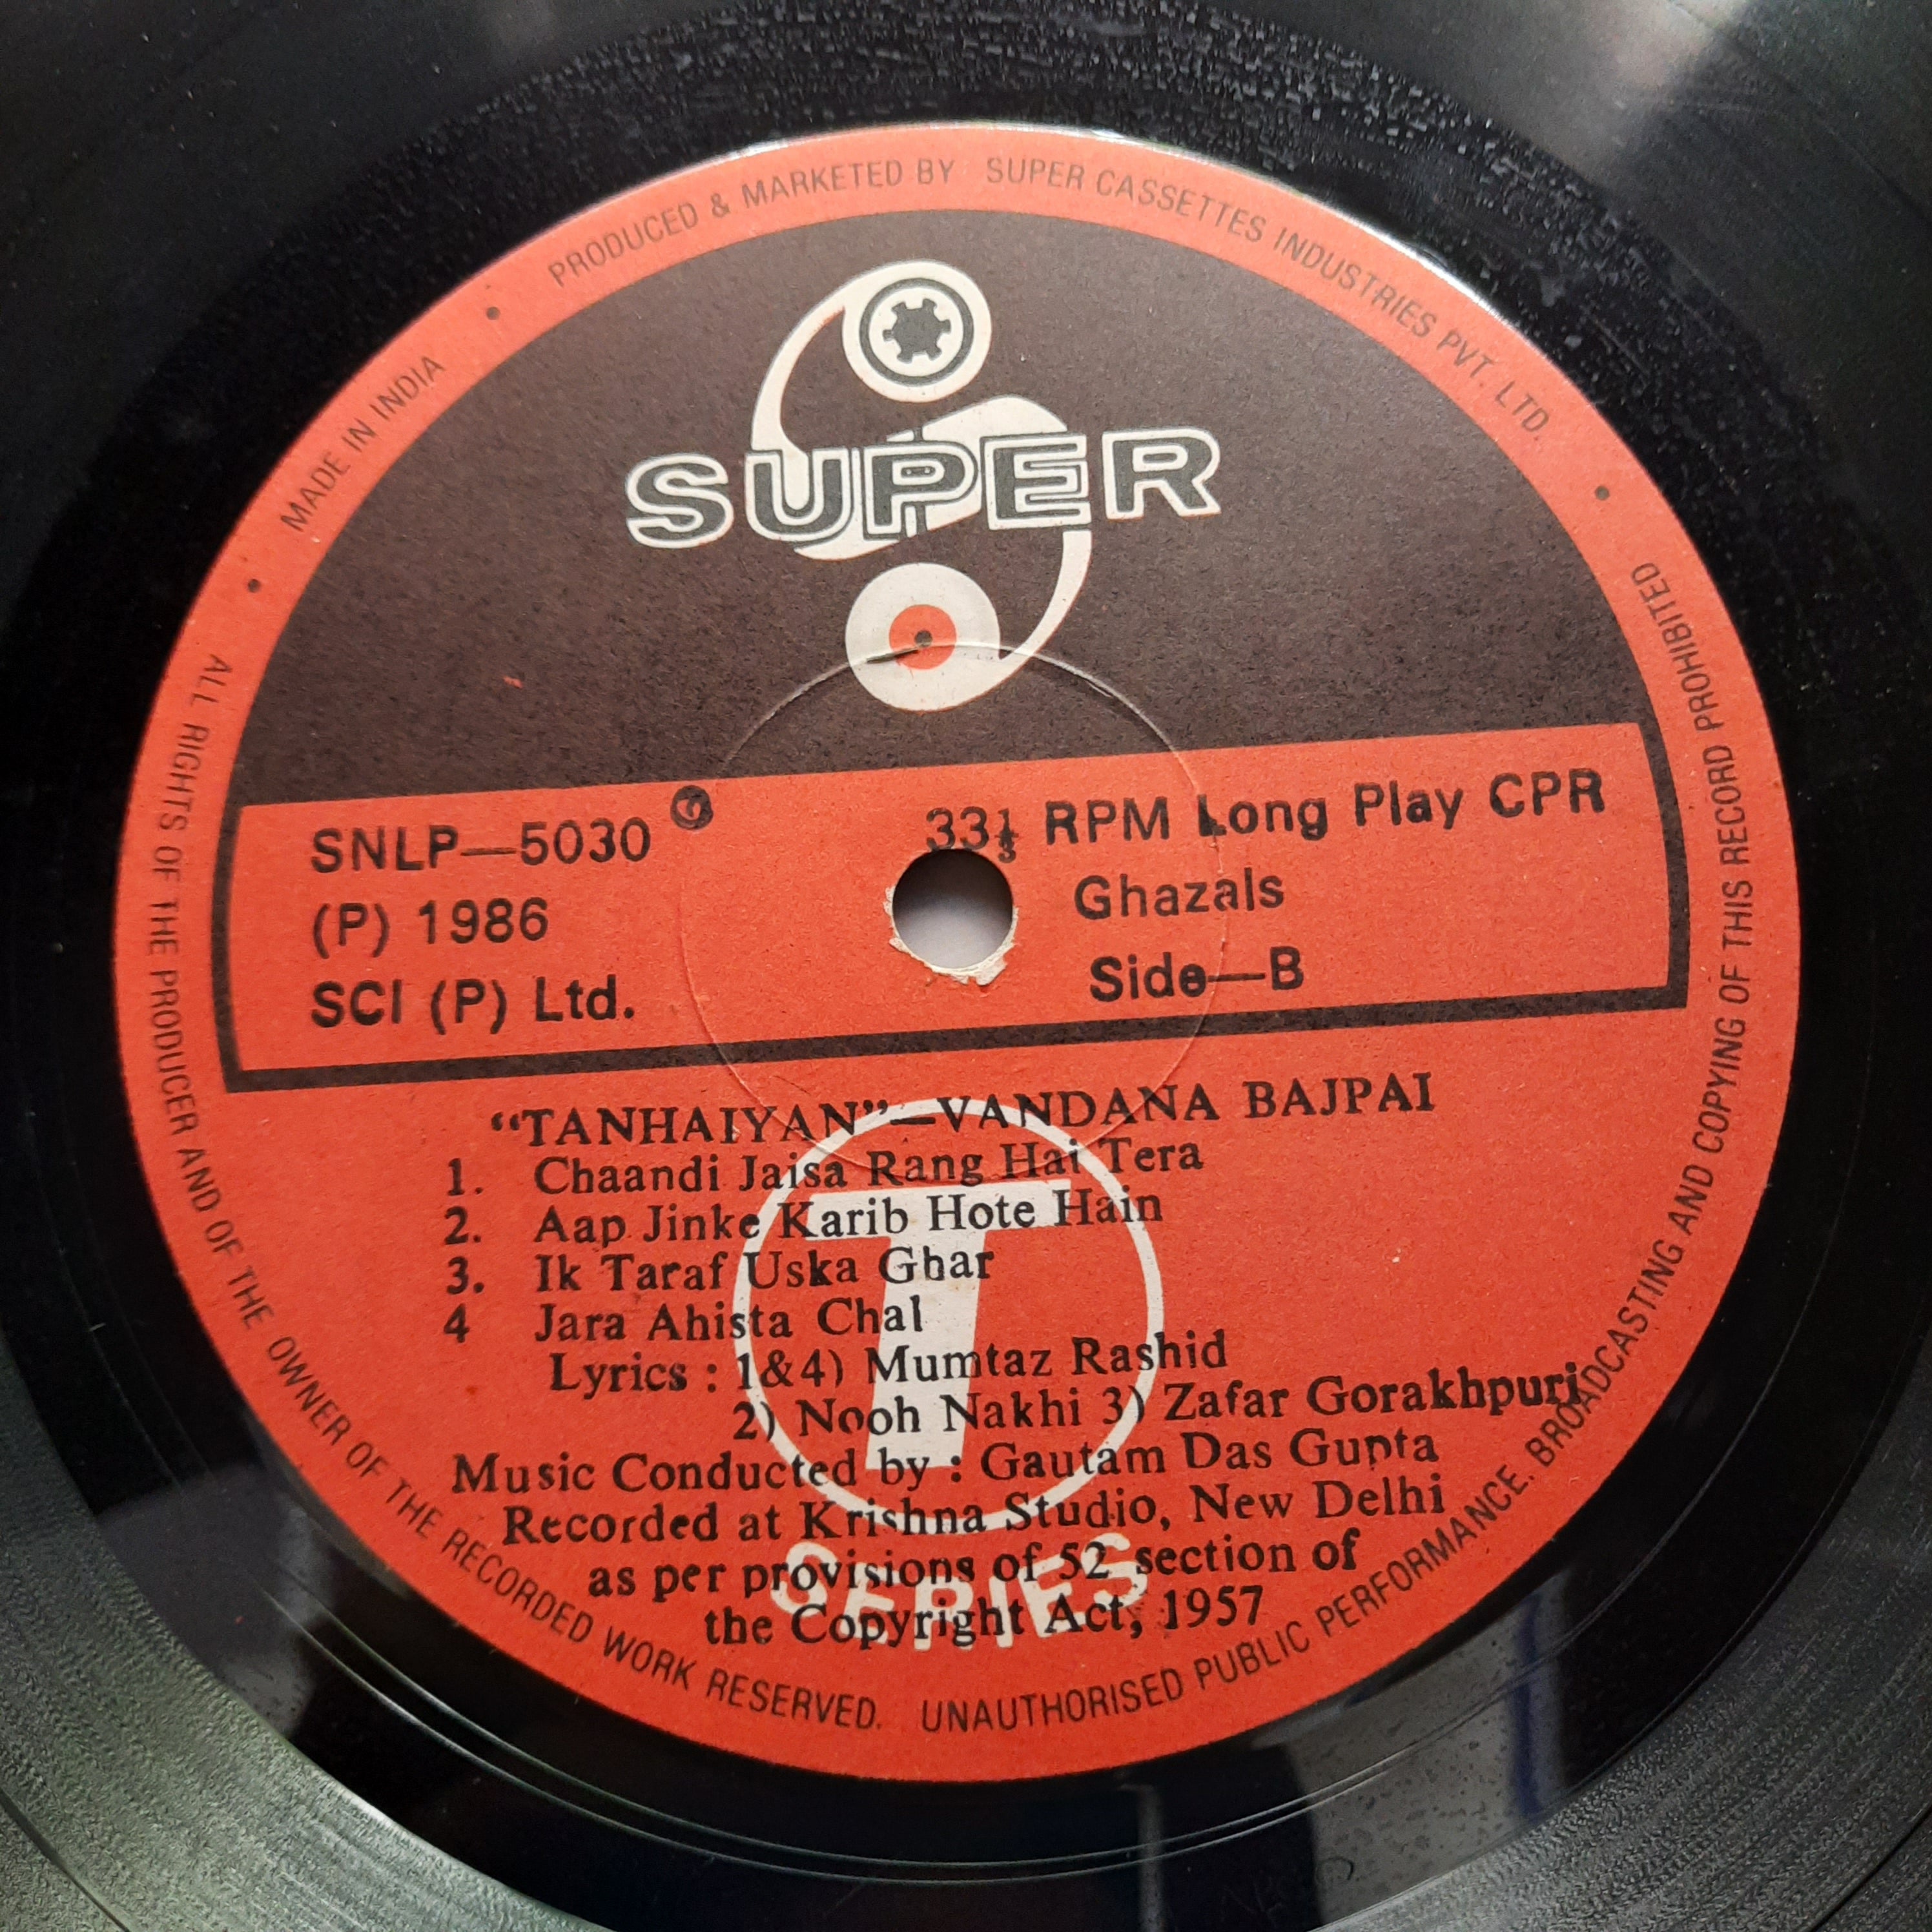 PRODUCED & MARKETED BY SUPER CASSETTES INDUSTRIES PVT. LTD.
MADE IN INDIA
SUPER
SNLP—5030
(P) 1986
SCI (P) Ltd.
33⅓ RPM Long Play CPR
Ghazals
Side—B
“TANHAIYAN”—VANDANA BAJPAI
1. Chaandi Jaisa Rang Hai Tera
2. Aap Jinke Karib Hote Hain
3. Ik Taraf Uska Ghar
4 Jara Ahista Chal
Lyrics : 1&4) Mumtaz Rashid
2) Nooh Nakhi 3) Zafar Gorakhpuri
Music Conducted by : Gautam Das Gupta
Recorded at Krishna Studio, New Delhi
as per provisions of 52 section of
the Copyright Act, 1957
T
SERIES
ALL RIGHTS OF THE PRODUCER AND OF THE OWNER OF THE RECORDED WORK RESERVED. UNAUTHORISED PUBLIC PERFORMANCE. BROADCASTING AND COPYING OF THIS RECORD PROHIBITED